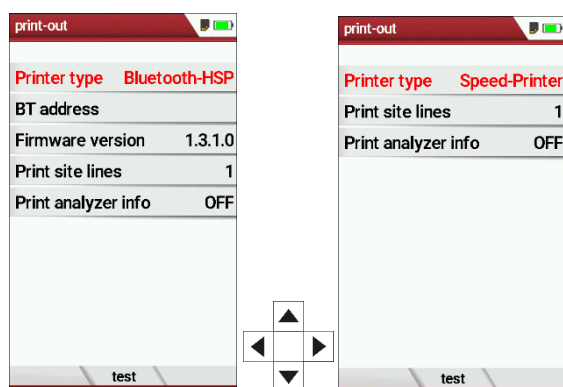 print-out
Printer type Bluetooth-HSP
BT address
Firmware version 1.3.1.0
Print site lines 1
Print analyzer info OFF
test
print-out
Printer type Speed-Printer
Print site lines 1
Print analyzer info OFF
test